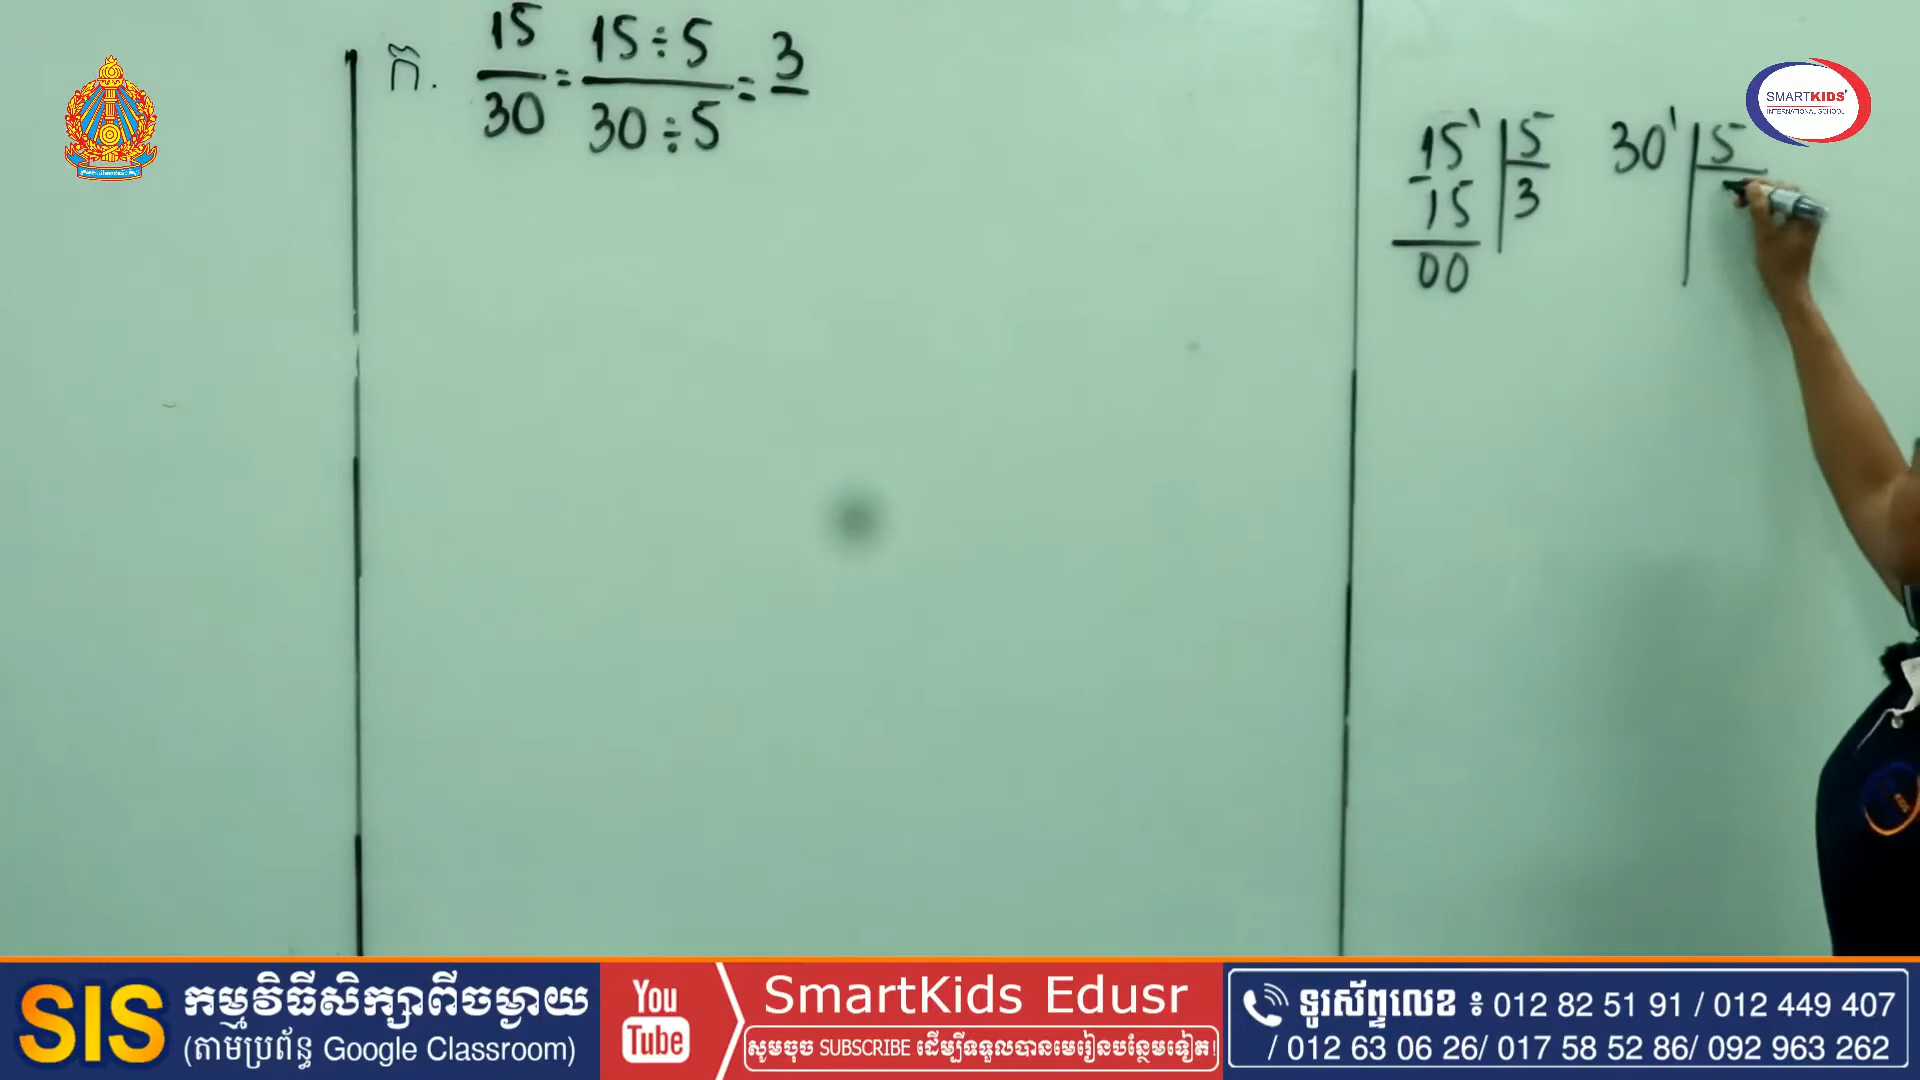 ក. 15/30 = 15÷5/30÷5 = 3/
15' 5
-15 3
00
30' 5
SMARTKIDS'
INTERNATIONAL SCHOOL
SIS
កម្មវិធីសិក្សាពីចម្ងាយ
(តាមប្រព័ន្ធ Google Classroom)
You
Tube
SmartKids Edusr
សូមចុច SUBSCRIBE ដើម្បីទទួលបានមេរៀនបន្ថែមទៀត!
ទូរស័ព្ទលេខ ៖ 012 82 51 91 / 012 449 407
/ 012 63 06 26/ 017 58 52 86/ 092 963 262